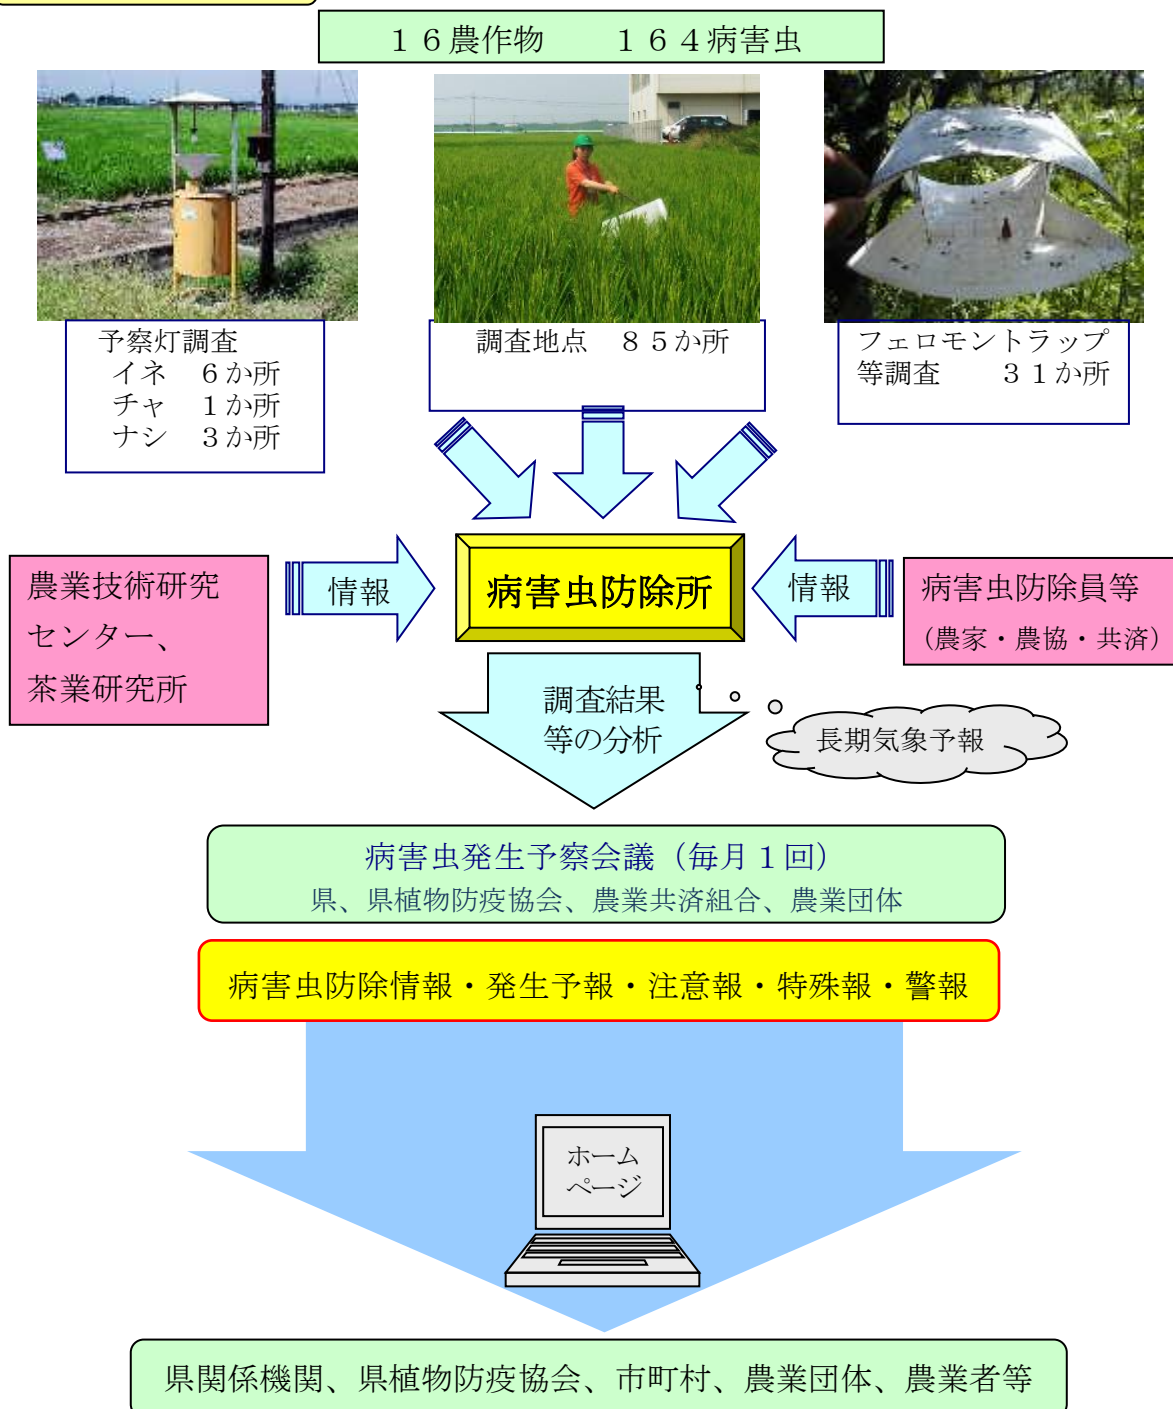 １６農作物　　１６４病害虫
予察灯調査
イネ　６か所
チャ　１か所
ナシ　３か所
調査地点　８５か所
フェロモントラップ
等調査　　３１か所
農業技術研究
センター、
茶業研究所
情報
病害虫防除所
情報
病害虫防除員等
（農家・農協・共済）
調査結果
等の分析
長期気象予報
病害虫発生予察会議（毎月１回）
県、県植物防疫協会、農業共済組合、農業団体
病害虫防除情報・発生予報・注意報・特殊報・警報
ホーム
ページ
県関係機関、県植物防疫協会、市町村、農業団体、農業者等